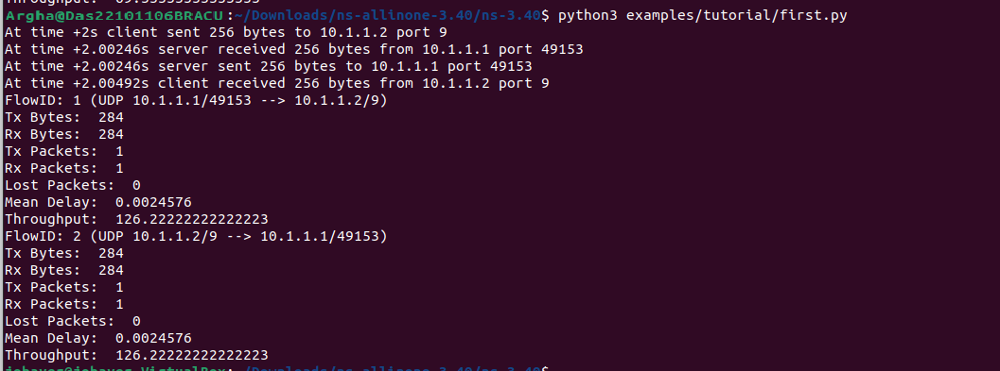 Throughput: 69.33333333333333
Argha@Das22101106BRACU:~/Downloads/ns-allinone-3.40/ns-3.40$ python3 examples/tutorial/first.py
At time +2s client sent 256 bytes to 10.1.1.2 port 9
At time +2.00246s server received 256 bytes from 10.1.1.1 port 49153
At time +2.00246s server sent 256 bytes to 10.1.1.1 port 49153
At time +2.00492s client received 256 bytes from 10.1.1.2 port 9
FlowID: 1 (UDP 10.1.1.1/49153 --> 10.1.1.2/9)
Tx Bytes: 284
Rx Bytes: 284
Tx Packets: 1
Rx Packets: 1
Lost Packets: 0
Mean Delay: 0.0024576
Throughput: 126.22222222222223
FlowID: 2 (UDP 10.1.1.2/9 --> 10.1.1.1/49153)
Tx Bytes: 284
Rx Bytes: 284
Tx Packets: 1
Rx Packets: 1
Lost Packets: 0
Mean Delay: 0.0024576
Throughput: 126.22222222222223